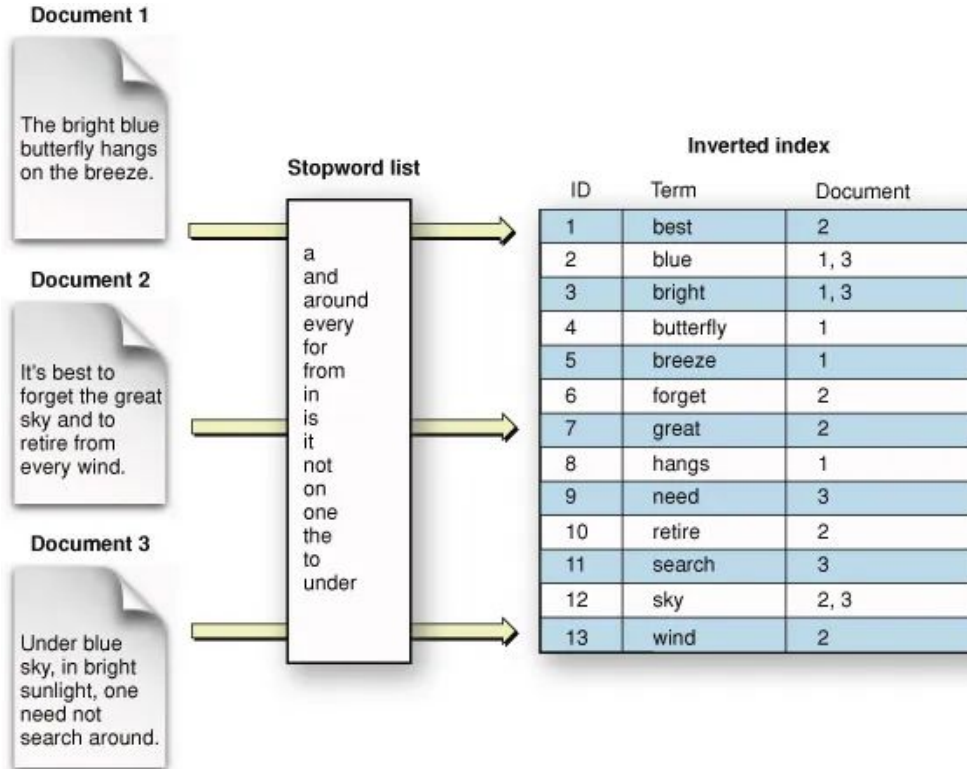 Document 1
The bright blue
butterfly hangs
on the breeze.
Document 2
It's best to
forget the great
sky and to
retire from
every wind.
Document 3
Under blue
sky, in bright
sunlight, one
need not
search around.
Stopword list
a
and
around
every
for
from
in
is
it
not
on
one
the
to
under
Inverted index
ID Term Document
1 best 2
2 blue 1, 3
3 bright 1, 3
4 butterfly 1
5 breeze 1
6 forget 2
7 great 2
8 hangs 1
9 need 3
10 retire 2
11 search 3
12 sky 2, 3
13 wind 2